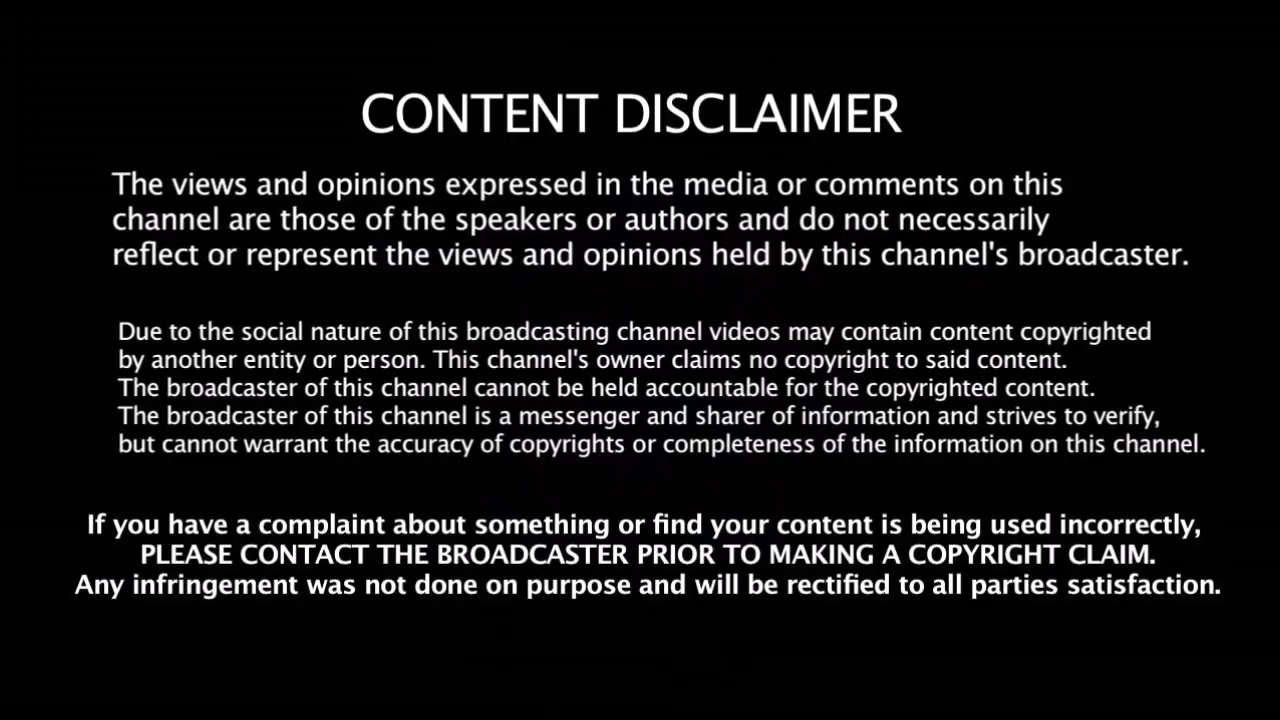 CONTENT DISCLAIMER
The views and opinions expressed in the media or comments on this
channel are those of the speakers or authors and do not necessarily
reflect or represent the views and opinions held by this channel's broadcaster.
Due to the social nature of this broadcasting channel videos may contain content copyrighted
by another entity or person. This channel's owner claims no copyright to said content.
The broadcaster of this channel cannot be held accountable for the copyrighted content.
The broadcaster of this channel is a messenger and sharer of information and strives to verify,
but cannot warrant the accuracy of copyrights or completeness of the information on this channel.
If you have a complaint about something or find your content is being used incorrectly,
PLEASE CONTACT THE BROADCASTER PRIOR TO MAKING A COPYRIGHT CLAIM.
Any infringement was not done on purpose and will be rectified to all parties satisfaction.